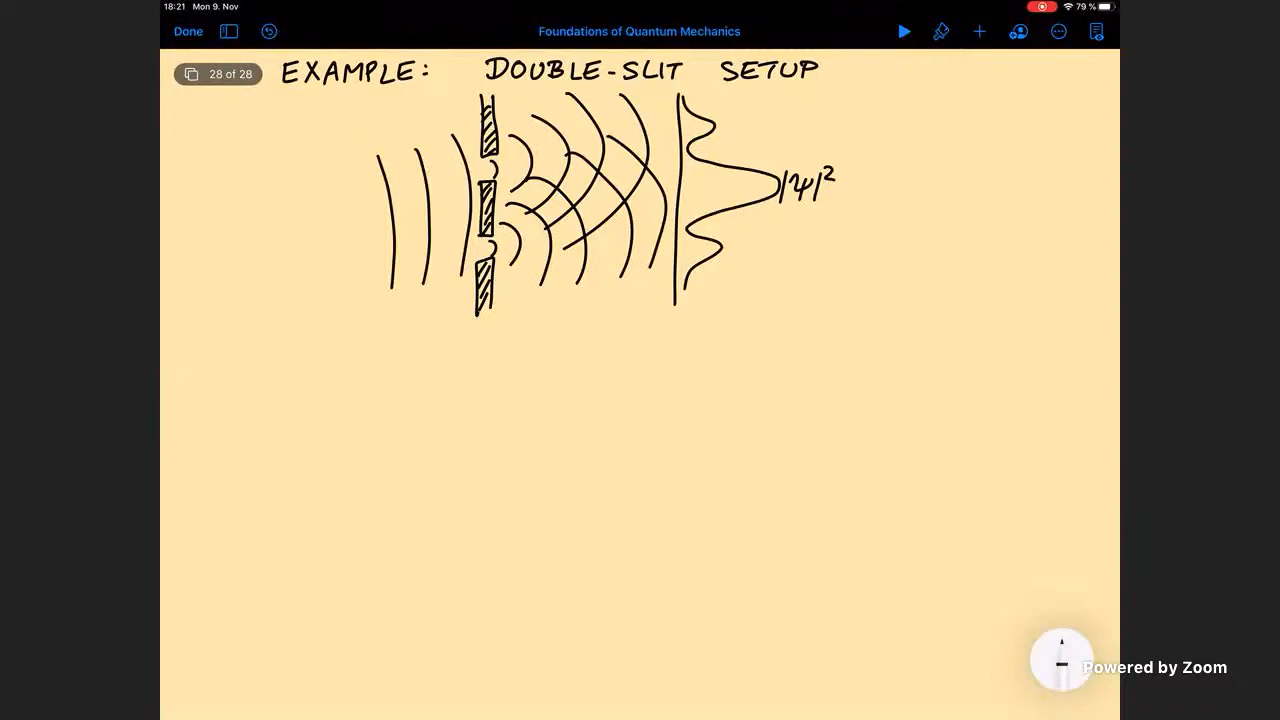 18:21 Mon 9. Nov
79 %
Done
Foundations of Quantum Mechanics
28 of 28
EXAMPLE: DOUBLE-SLIT SETUP
|ψ|²
Powered by Zoom